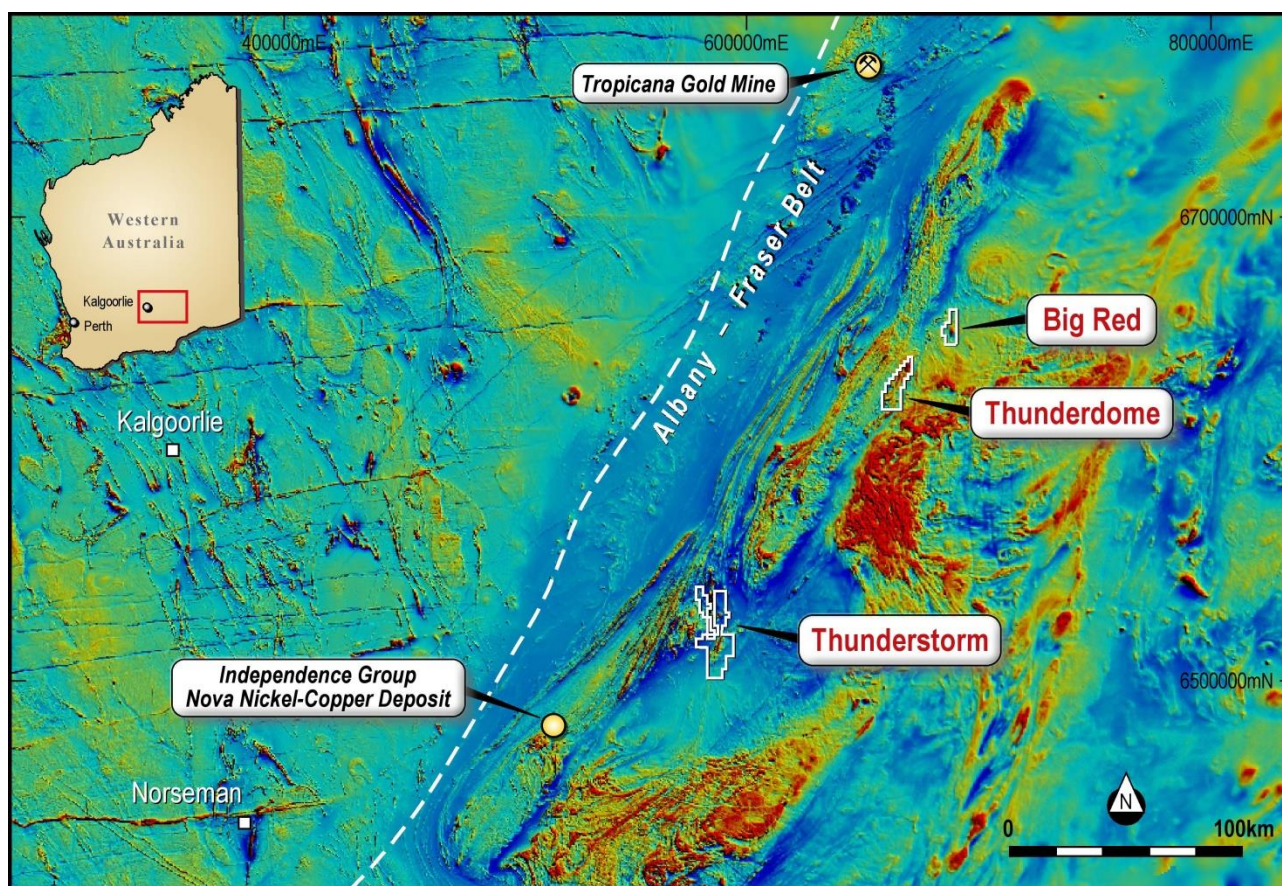 400000mE
600000mE
800000mE
Tropicana Gold Mine
Western
Australia
Kalgoorlie
Perth
6700000mN
Albany – Fraser Belt
Big Red
Thunderdome
Kalgoorlie
Thunderstorm
Independence Group
Nova Nickel-Copper Deposit
6500000mN
Norseman
N
0
100km